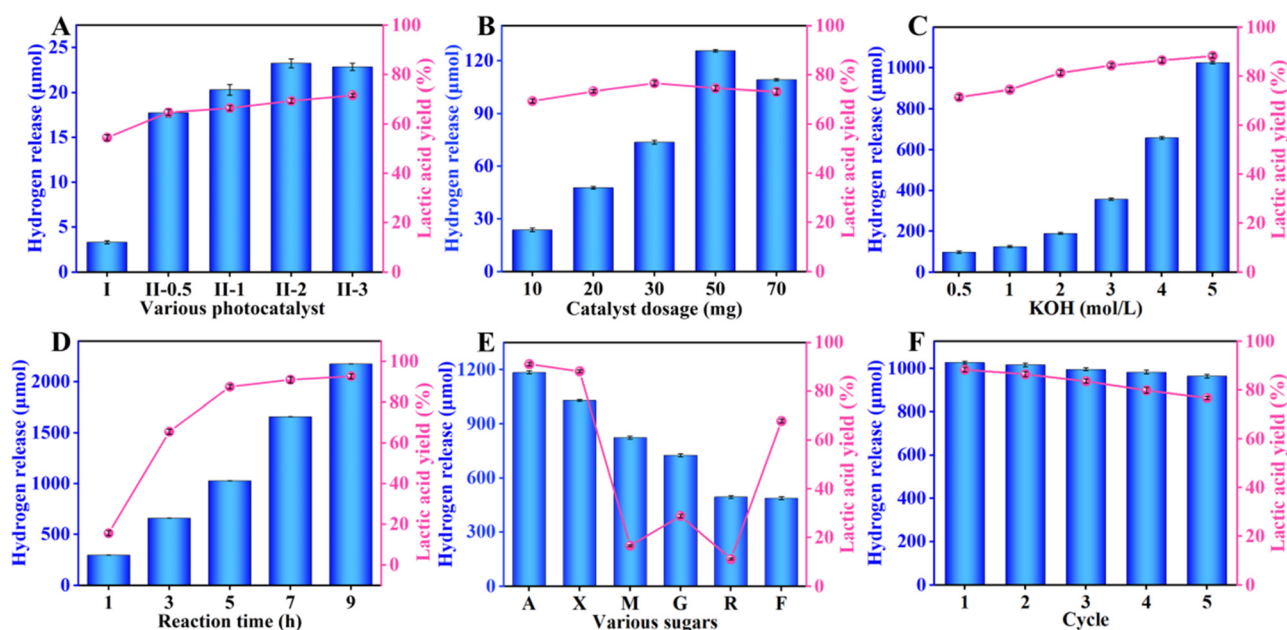 A
Hydrogen release (μmol)
25
20
15
10
5
0
100
80
60
40
20
0
Lactic acid yield (%)
I II-0.5 II-1 II-2 II-3
Various photocatalyst
B
Hydrogen release (μmol)
120
90
60
30
0
100
80
60
40
20
0
Lactic acid yield (%)
10 20 30 50 70
Catalyst dosage (mg)
C
Hydrogen release (μmol)
1000
800
600
400
200
0
100
80
60
40
20
0
Lactic acid yield (%)
0.5 1 2 3 4 5
KOH (mol/L)
D
Hydrogen release (μmol)
2000
1500
1000
500
0
100
80
60
40
20
0
Lactic acid yield (%)
1 3 5 7 9
Reaction time (h)
E
Hydrogen release (μmol)
1200
900
600
300
0
100
80
60
40
20
0
Lactic acid yield (%)
A X M G R F
Various sugars
F
Hydrogen release (μmol)
1000
800
600
400
200
0
100
80
60
40
20
0
Lactic acid yield (%)
1 2 3 4 5
Cycle